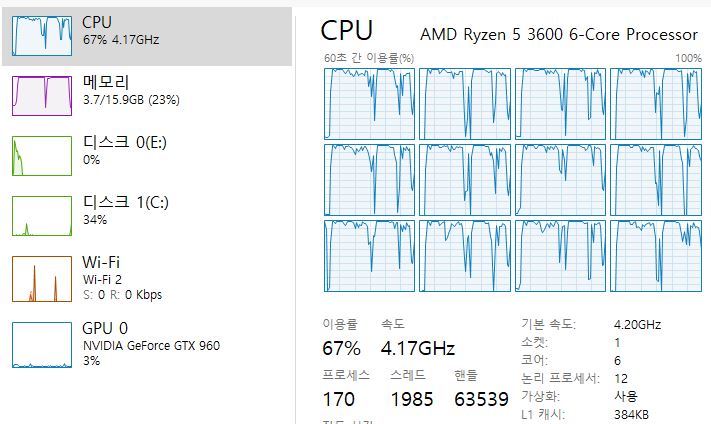 CPU
67% 4.17GHz
메모리
3.7/15.9GB (23%)
디스크 0(E:)
0%
디스크 1(C:)
34%
Wi-Fi
Wi-Fi 2
S: 0 R: 0 Kbps
GPU 0
NVIDIA GeForce GTX 960
3%
CPU AMD Ryzen 5 3600 6-Core Processor
60초 간 이용률(%) 100%
이용률 속도
67% 4.17GHz
프로세스 스레드 핸들
170 1985 63539
기본 속도: 4.20GHz
소켓: 1
코어: 6
논리 프로세서: 12
가상화: 사용
L1 캐시: 384KB